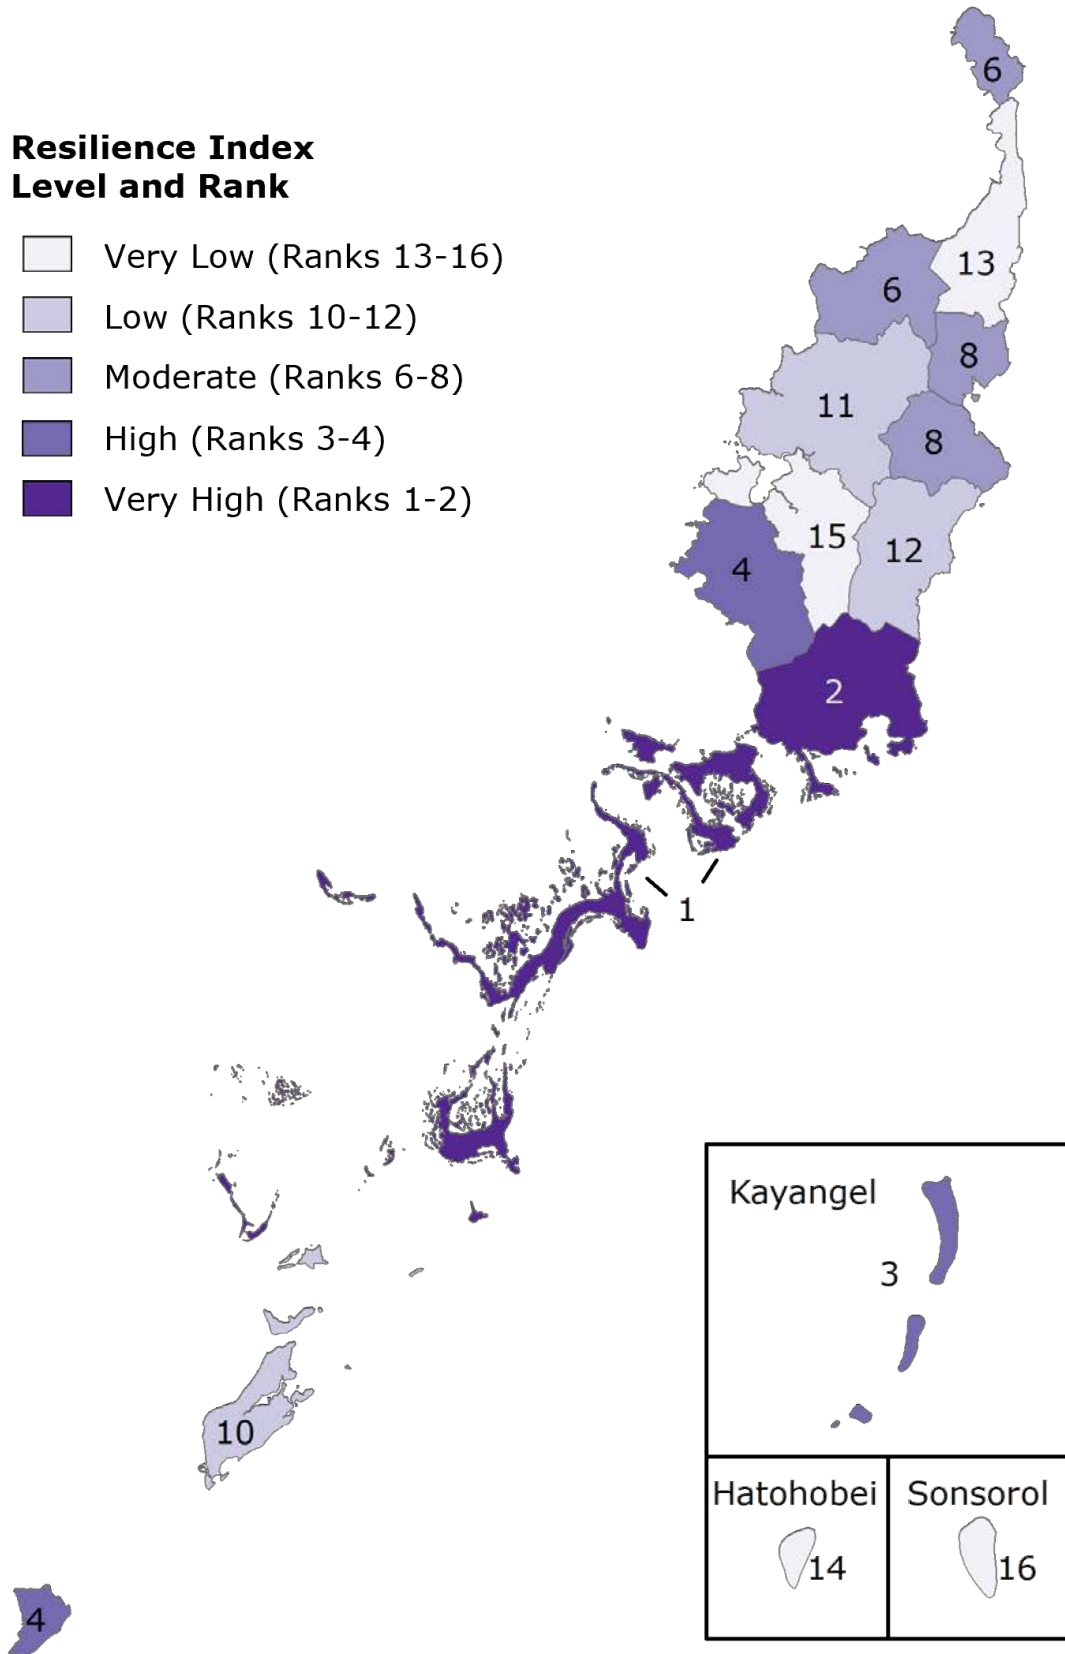 6
Resilience Index
Level and Rank
Very Low (Ranks 13-16)
Low (Ranks 10-12)
Moderate (Ranks 6-8)
High (Ranks 3-4)
Very High (Ranks 1-2)
13
6
8
11
8
15
12
4
2
1
Kayangel
3
10
Hatohobei
Sonsorol
14
16
4